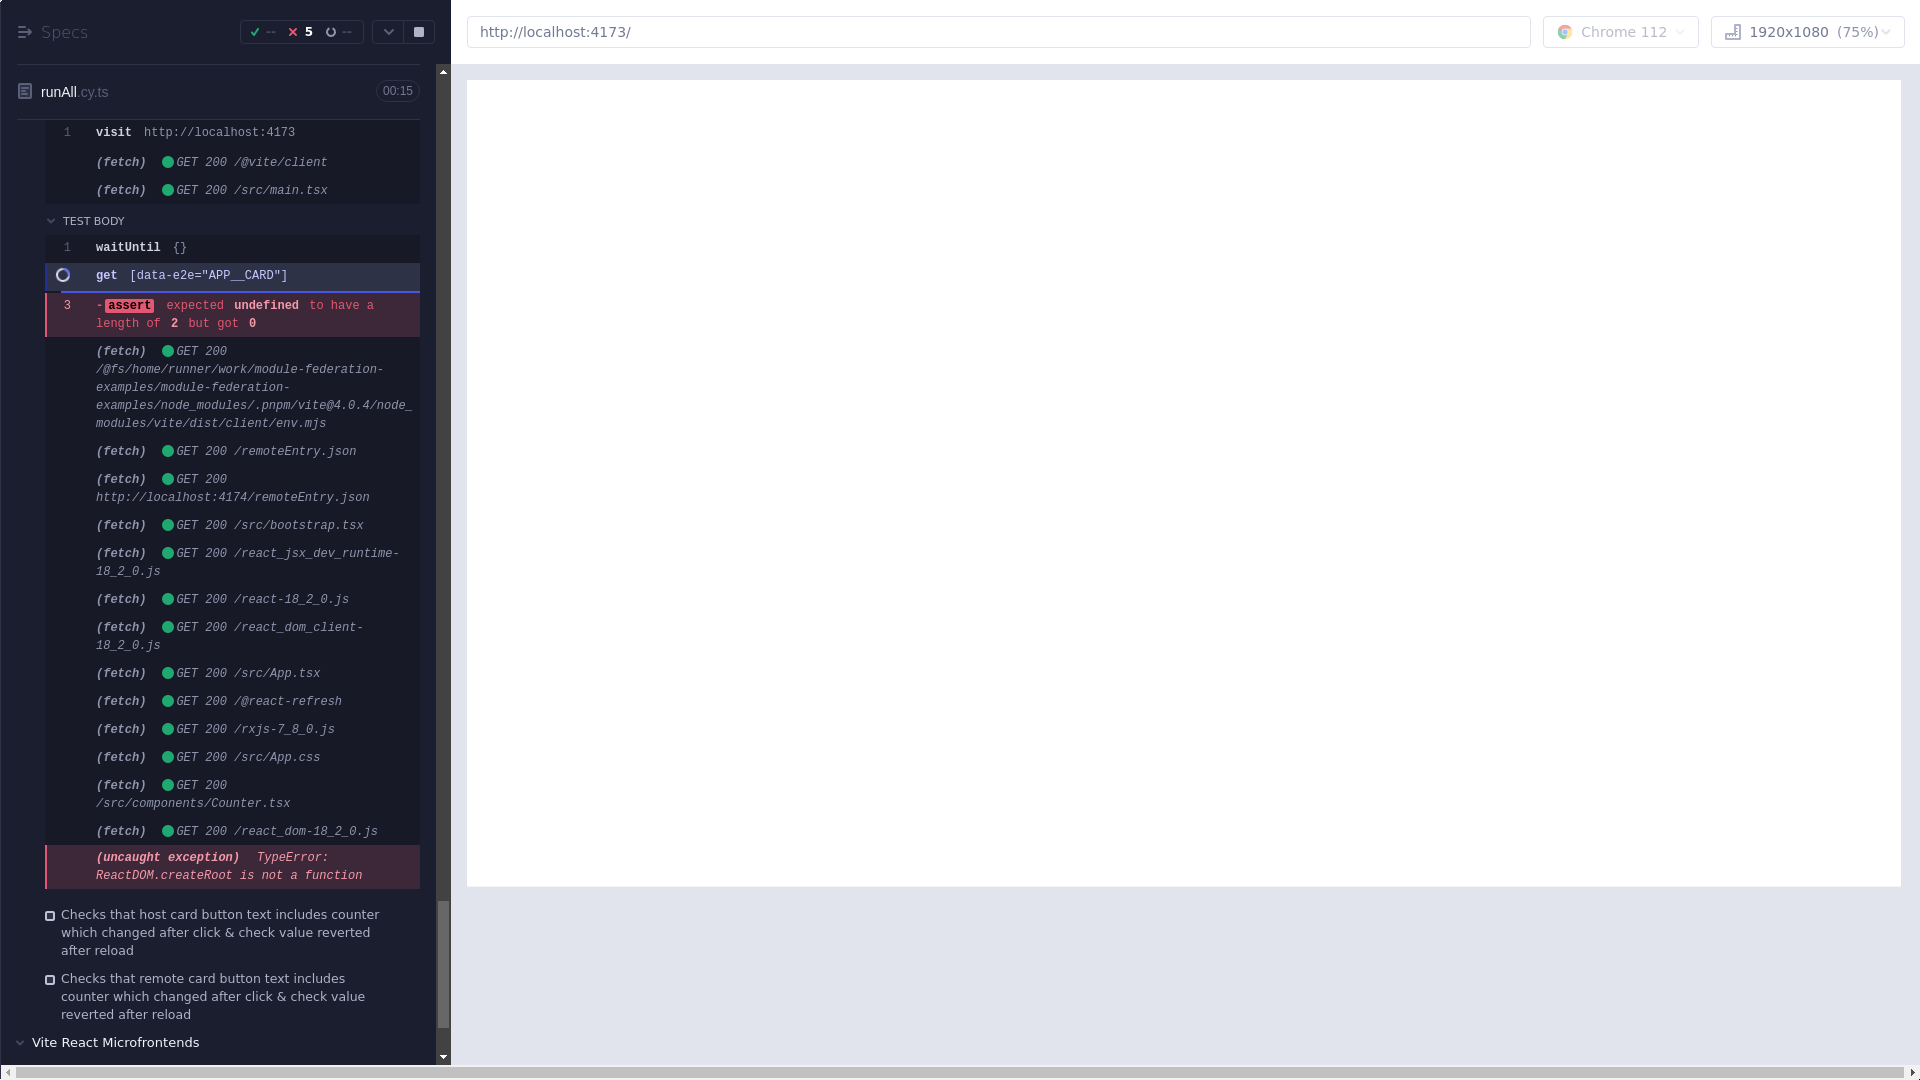 Specs
-- 5 --
runAll.cy.ts 00:15
1 visit http://localhost:4173
(fetch) GET 200 /@vite/client
(fetch) GET 200 /src/main.tsx
TEST BODY
1 waitUntil {}
get [data-e2e="APP__CARD"]
3 -assert expected undefined to have a
length of 2 but got 0
(fetch) GET 200
/@fs/home/runner/work/module-federation-
examples/module-federation-
examples/node_modules/.pnpm/vite@4.0.4/node_
modules/vite/dist/client/env.mjs
(fetch) GET 200 /remoteEntry.json
(fetch) GET 200
http://localhost:4174/remoteEntry.json
(fetch) GET 200 /src/bootstrap.tsx
(fetch) GET 200 /react_jsx_dev_runtime-
18_2_0.js
(fetch) GET 200 /react-18_2_0.js
(fetch) GET 200 /react_dom_client-
18_2_0.js
(fetch) GET 200 /src/App.tsx
(fetch) GET 200 /@react-refresh
(fetch) GET 200 /rxjs-7_8_0.js
(fetch) GET 200 /src/App.css
(fetch) GET 200
/src/components/Counter.tsx
(fetch) GET 200 /react_dom-18_2_0.js
(uncaught exception) TypeError:
ReactDOM.createRoot is not a function
Checks that host card button text includes counter
which changed after click & check value reverted
after reload
Checks that remote card button text includes
counter which changed after click & check value
reverted after reload
Vite React Microfrontends
http://localhost:4173/
Chrome 112
1920x1080 (75%)